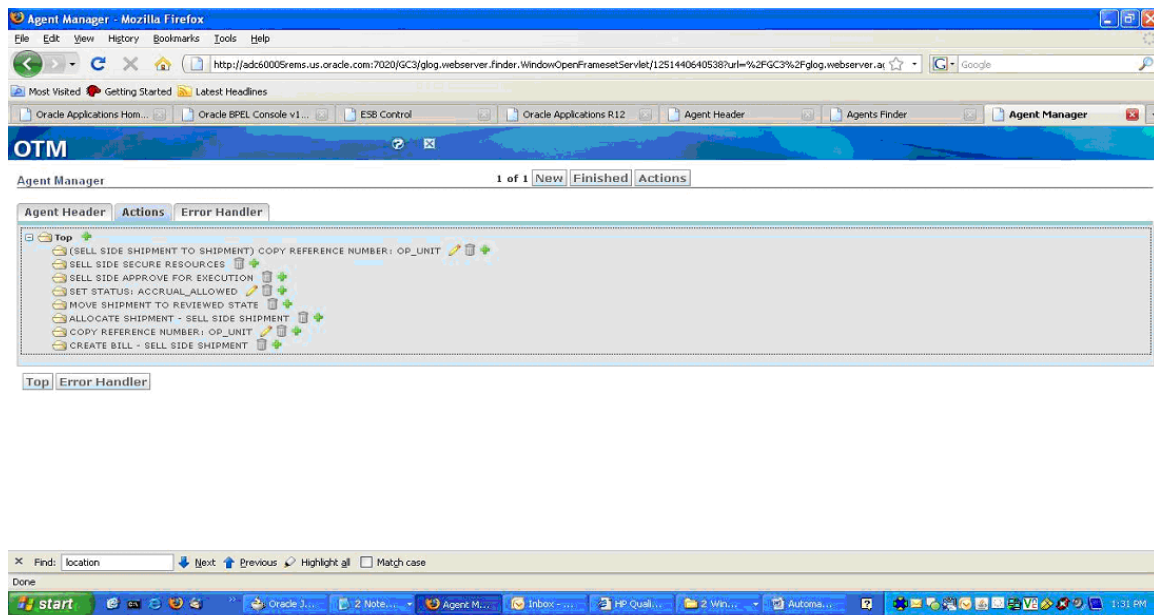 Agent Manager - Mozilla Firefox
File Edit View History Bookmarks Tools Help
http://adc60005rems.us.oracle.com:7020/GC3/glog.webserver.finder.WindowOpenFramesetServlet/1251440640538?url=%2FGC3%2Fglog.webserver.ag Google
Most Visited Getting Started Latest Headlines
Oracle Applications Hom... Oracle BPEL Console v1... ESB Control Oracle Applications R12 Agent Header Agents Finder Agent Manager
OTM
Agent Manager 1 of 1 New Finished Actions
Agent Header Actions Error Handler
Top
(SELL SIDE SHIPMENT TO SHIPMENT) COPY REFERENCE NUMBER: OP_UNIT
SELL SIDE SECURE RESOURCES
SELL SIDE APPROVE FOR EXECUTION
SET STATUS: ACCRUAL_ALLOWED
MOVE SHIPMENT TO REVIEWED STATE
ALLOCATE SHIPMENT - SELL SIDE SHIPMENT
COPY REFERENCE NUMBER: OP_UNIT
CREATE BILL - SELL SIDE SHIPMENT
Top Error Handler
Find: location Next Previous Highlight all Match case
Done
start Oracle J... 2 Note... Agent M... Inbox - ... HP Quali... 2 Win... Automa... 1:31 PM